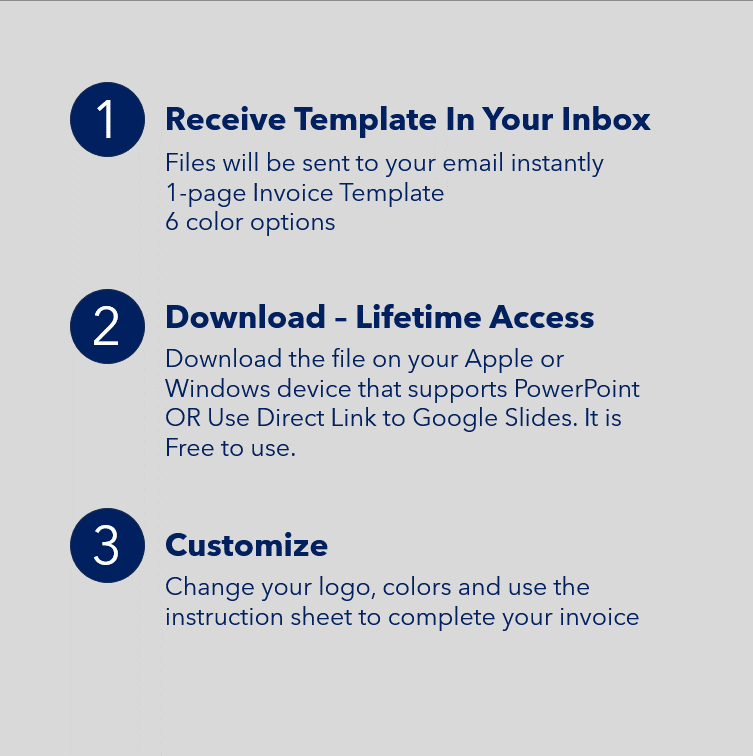 1
Receive Template In Your Inbox
Files will be sent to your email instantly
1-page Invoice Template
6 color options
2
Download – Lifetime Access
Download the file on your Apple or
Windows device that supports PowerPoint
OR Use Direct Link to Google Slides. It is
Free to use.
3
Customize
Change your logo, colors and use the
instruction sheet to complete your invoice